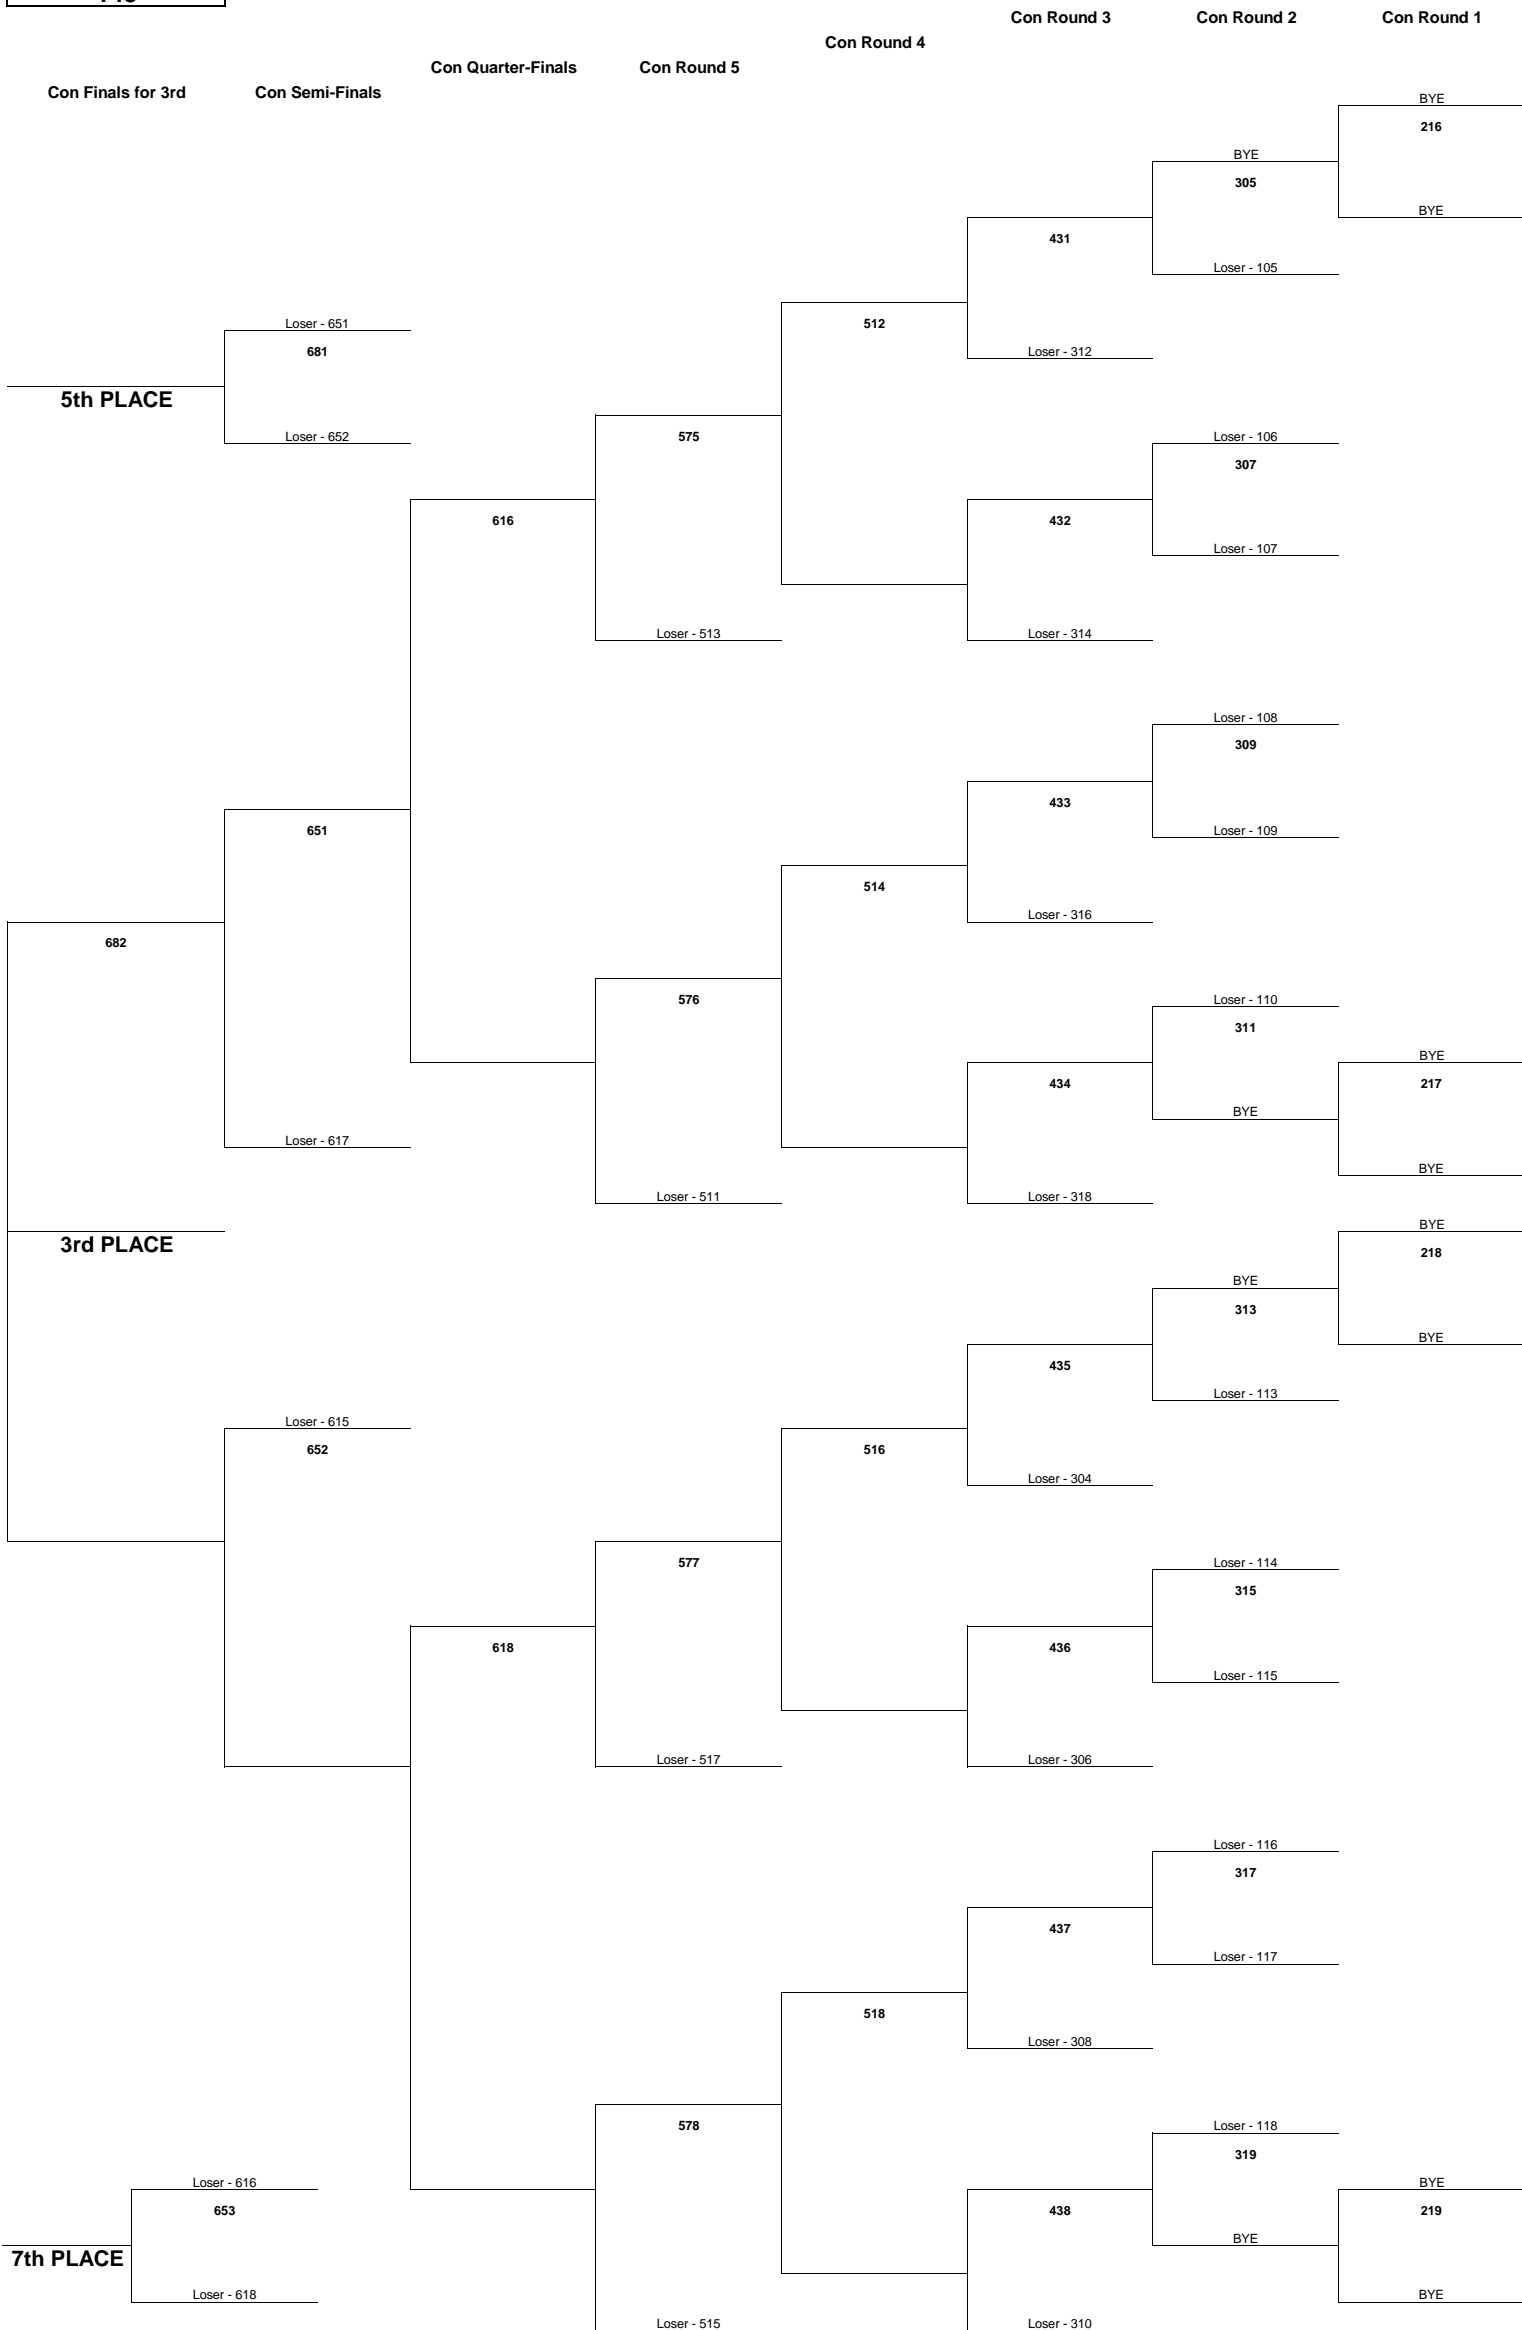 Con Round 3 Con Round 2 Con Round 1
Con Round 4
Con Quarter-Finals Con Round 5
Con Finals for 3rd Con Semi-Finals
BYE
216
BYE
305
BYE
431
Loser - 105
Loser - 651
512
681
Loser - 312
5th PLACE
Loser - 652
575
Loser - 106
307
616
432
Loser - 107
Loser - 513
Loser - 314
Loser - 108
309
433
651
Loser - 109
514
Loser - 316
682
576
Loser - 110
311
BYE
434
217
BYE
Loser - 617
BYE
Loser - 511
Loser - 318
BYE
3rd PLACE
218
BYE
313
BYE
435
Loser - 113
Loser - 615
652
516
Loser - 304
577
Loser - 114
315
618
436
Loser - 115
Loser - 517
Loser - 306
Loser - 116
317
437
Loser - 117
518
Loser - 308
578
Loser - 118
319
Loser - 616
BYE
653
438
219
BYE
7th PLACE
Loser - 618
BYE
Loser - 515
Loser - 310